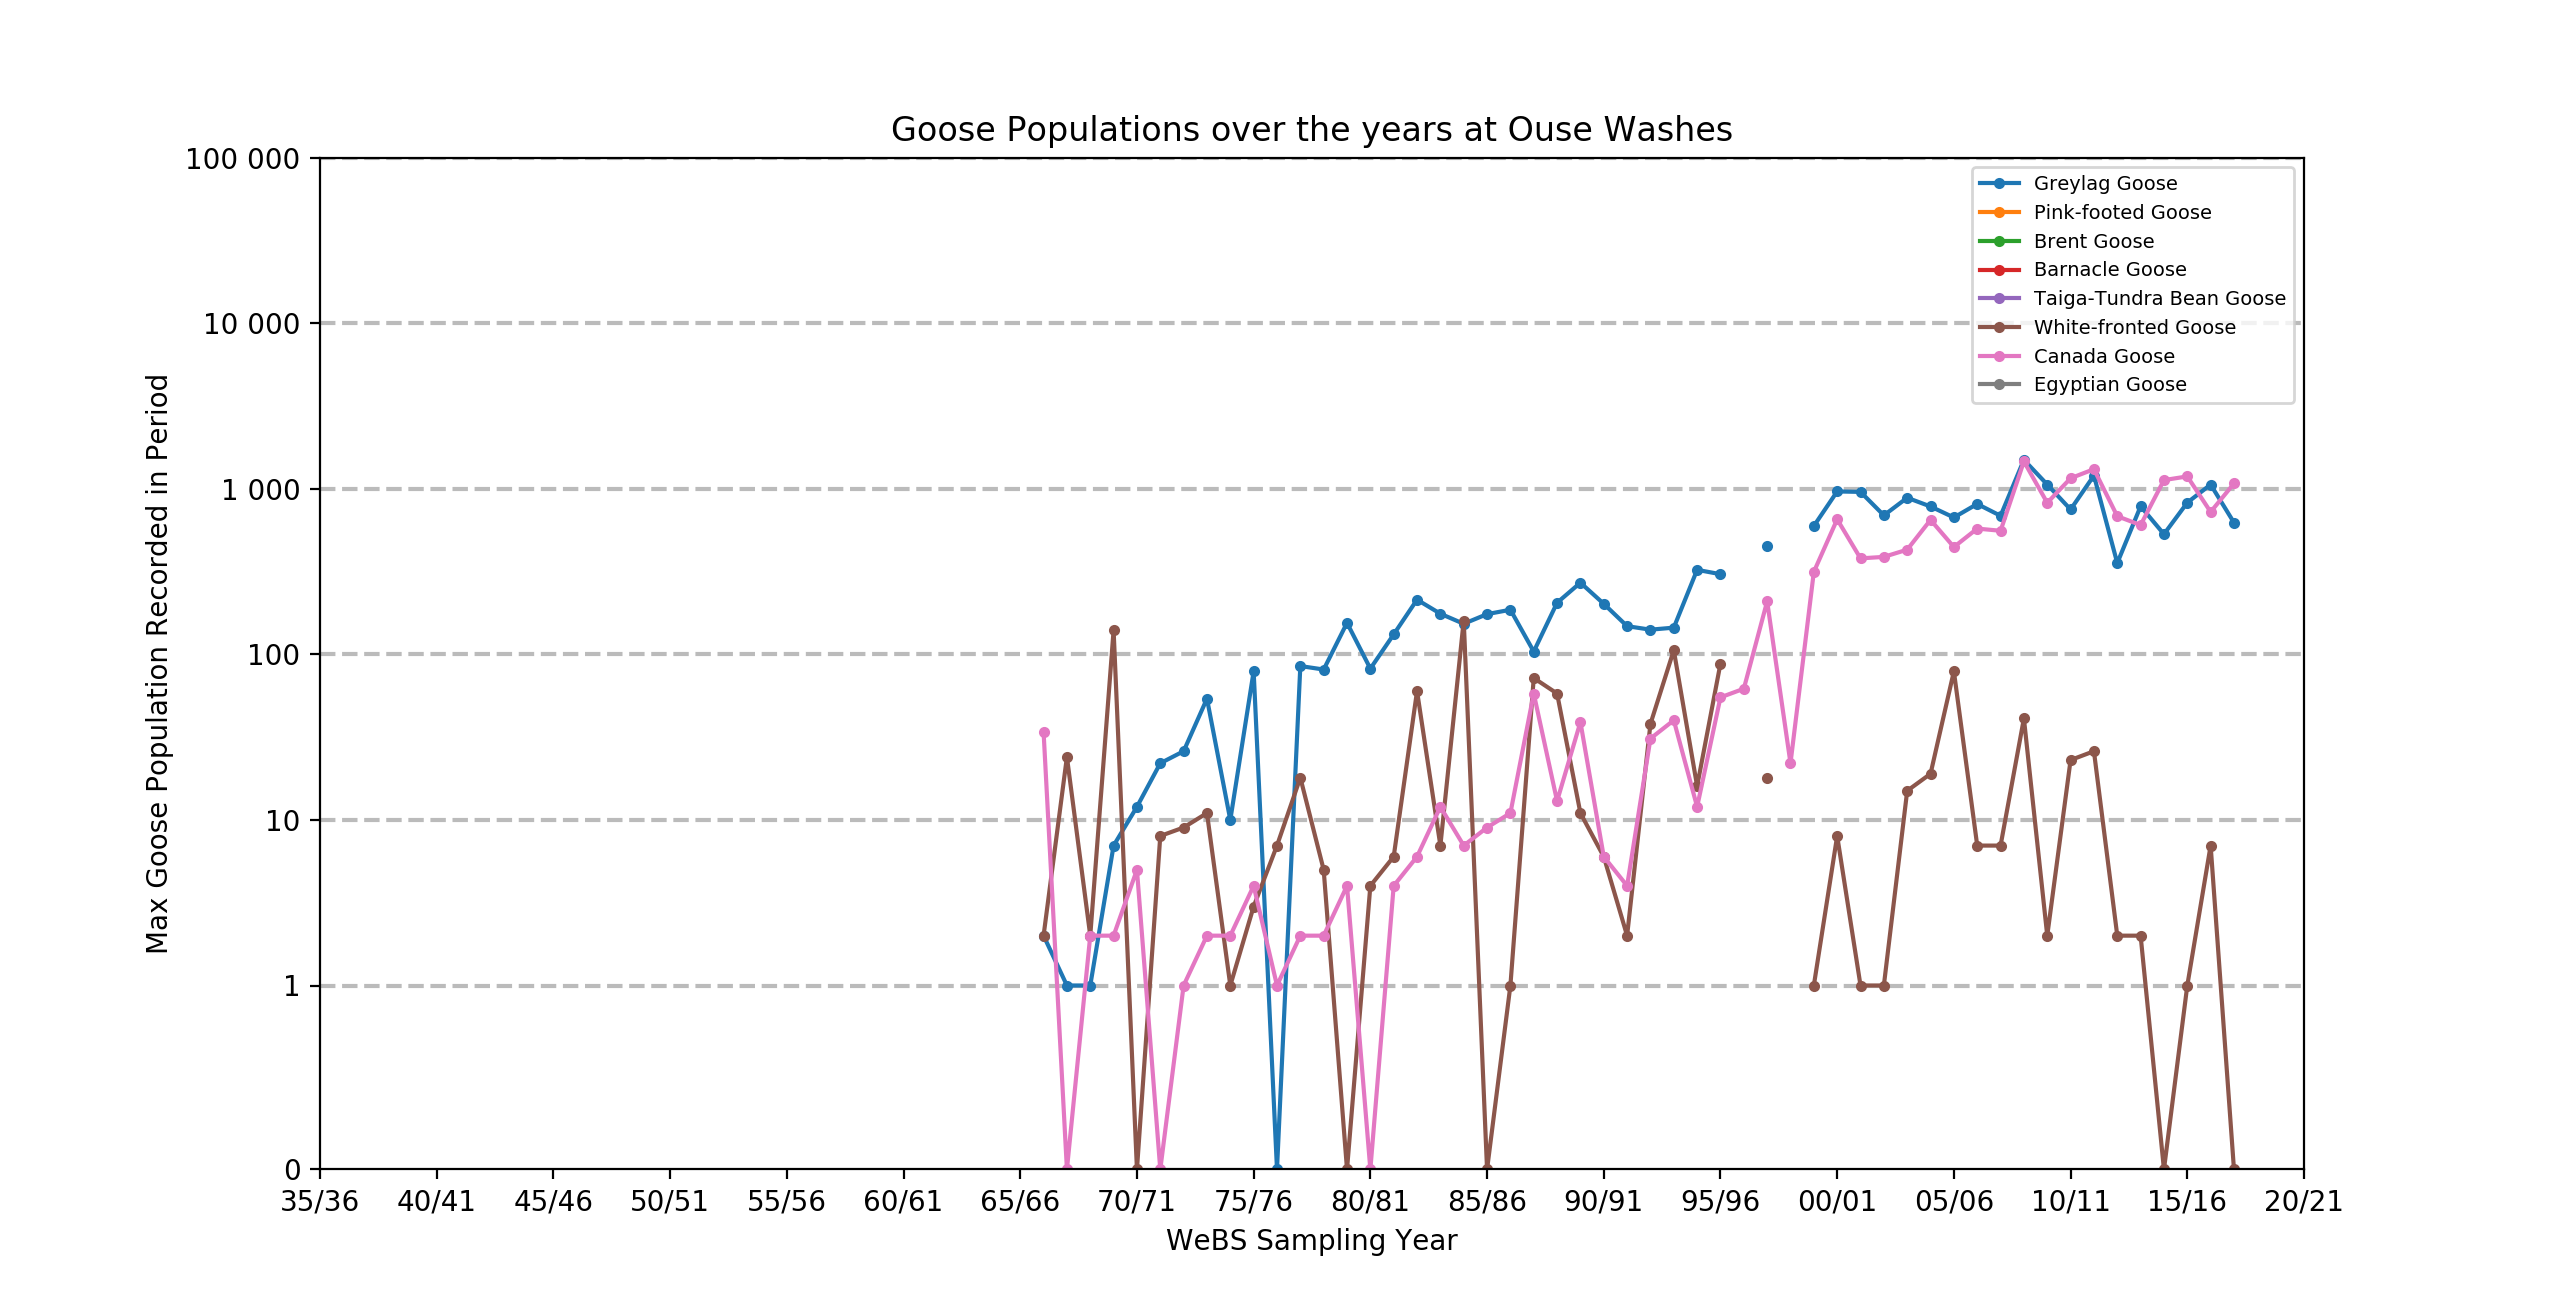 Goose Populations over the years at Ouse Washes
100 000
10 000
1 000
100
10
1
0
Max Goose Population Recorded in Period
Greylag Goose
Pink-footed Goose
Brent Goose
Barnacle Goose
Taiga-Tundra Bean Goose
White-fronted Goose
Canada Goose
Egyptian Goose
35/36 40/41 45/46 50/51 55/56 60/61 65/66 70/71 75/76 80/81 85/86 90/91 95/96 00/01 05/06 10/11 15/16 20/21
WeBS Sampling Year